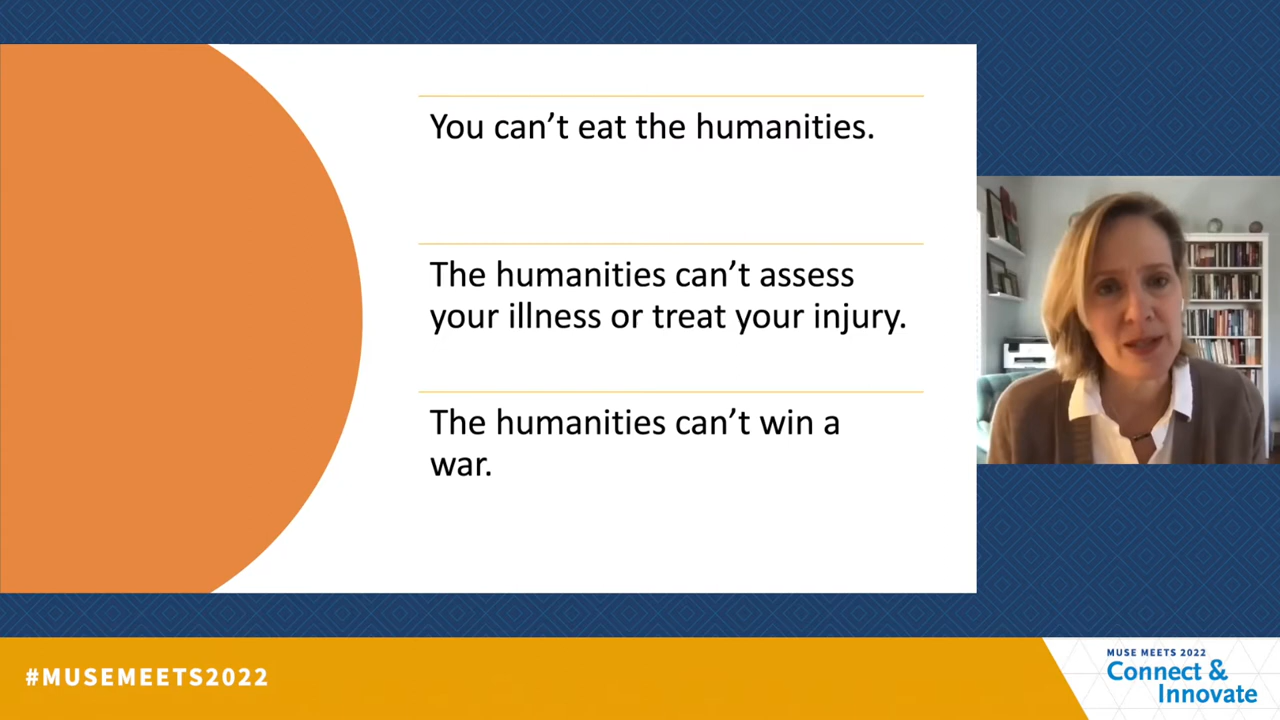 You can’t eat the humanities.
The humanities can’t assess
your illness or treat your injury.
The humanities can’t win a
war.
#MUSEMEETS2022
MUSE MEETS 2022
Connect &
Innovate